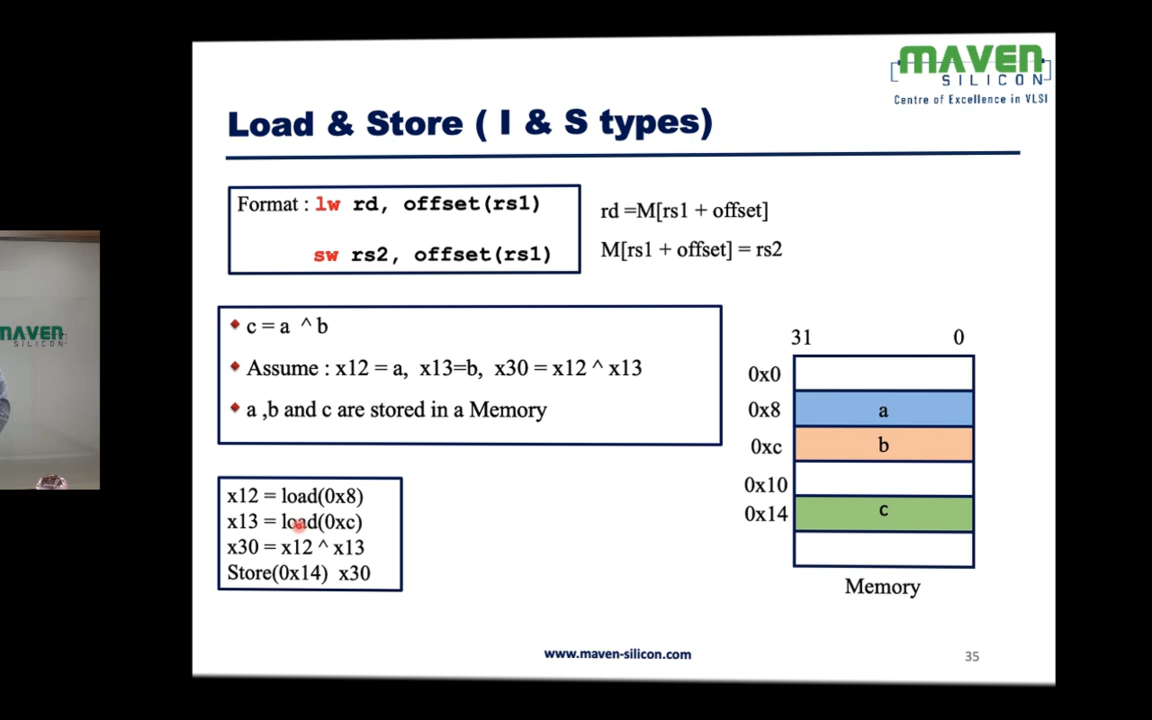 MAVEN
SILICON
Centre of Excellence in VLSI
Load & Store ( I & S types)
Format : lw rd, offset(rs1)
sw rs2, offset(rs1)
rd =M[rs1 + offset]
M[rs1 + offset] = rs2
c = a ^ b
Assume : x12 = a, x13=b, x30 = x12 ^ x13
a ,b and c are stored in a Memory
31 0
0x0
0x8 a
0xc b
0x10
0x14 c
Memory
x12 = load(0x8)
x13 = load(0xc)
x30 = x12 ^ x13
Store(0x14) x30
MAVEN
SILICON
www.maven-silicon.com
35